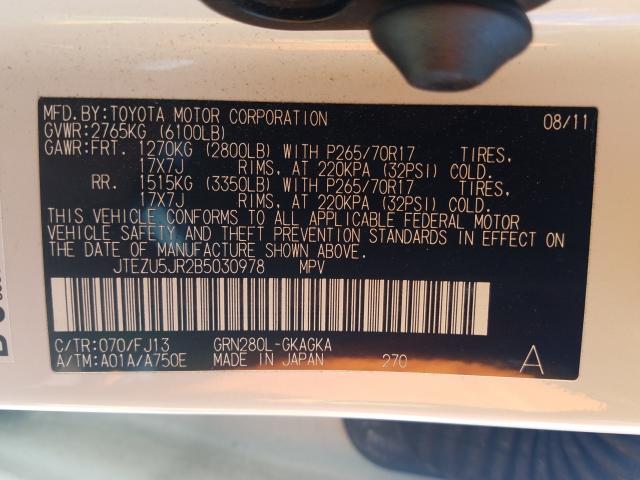 MFD.BY:TOYOTA MOTOR CORPORATION 08/11
GVWR:2765KG (6100LB)
GAWR:FRT. 1270KG (2800LB) WITH P265/70R17 TIRES,
17X7J RIMS, AT 220KPA (32PSI) COLD.
RR. 1515KG (3350LB) WITH P265/70R17 TIRES,
17X7J RIMS, AT 220KPA (32PSI) COLD.
THIS VEHICLE CONFORMS TO ALL APPLICABLE FEDERAL MOTOR
VEHICLE SAFETY AND THEFT PREVENTION STANDARDS IN EFFECT ON
THE DATE OF MANUFACTURE SHOWN ABOVE.
JTEZU5JR2B5030978 MPV
C/TR:070/FJ13 GRN280L-GKAGKA
A/TM:A01A/A750E MADE IN JAPAN 270 A